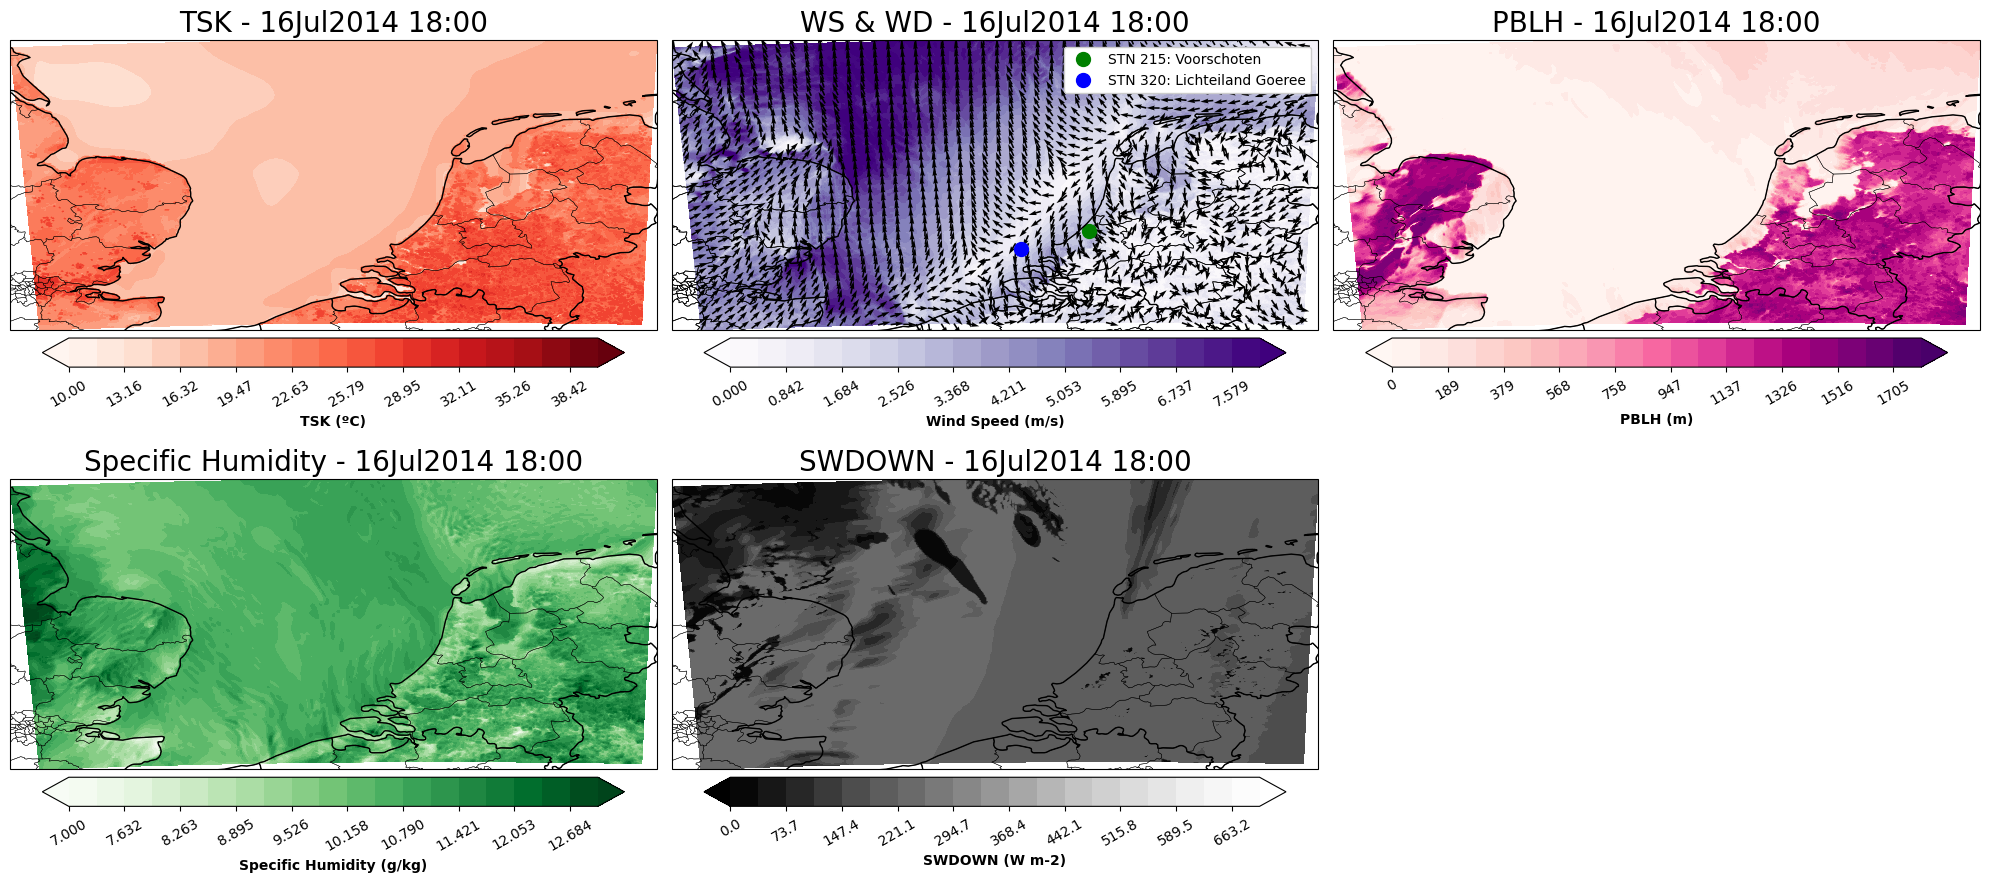 TSK - 16Jul2014 18:00
WS & WD - 16Jul2014 18:00
PBLH - 16Jul2014 18:00
STN 215: Voorschoten
STN 320: Lichteiland Goeree
10.00 13.16 16.32 19.47 22.63 25.79 28.95 32.11 35.26 38.42
TSK (ºC)
0.000 0.842 1.684 2.526 3.368 4.211 5.053 5.895 6.737 7.579
Wind Speed (m/s)
0 189 379 568 758 947 1137 1326 1516 1705
PBLH (m)
Specific Humidity - 16Jul2014 18:00
SWDOWN - 16Jul2014 18:00
7.000 7.632 8.263 8.895 9.526 10.158 10.790 11.421 12.053 12.684
Specific Humidity (g/kg)
0.0 73.7 147.4 221.1 294.7 368.4 442.1 515.8 589.5 663.2
SWDOWN (W m-2)